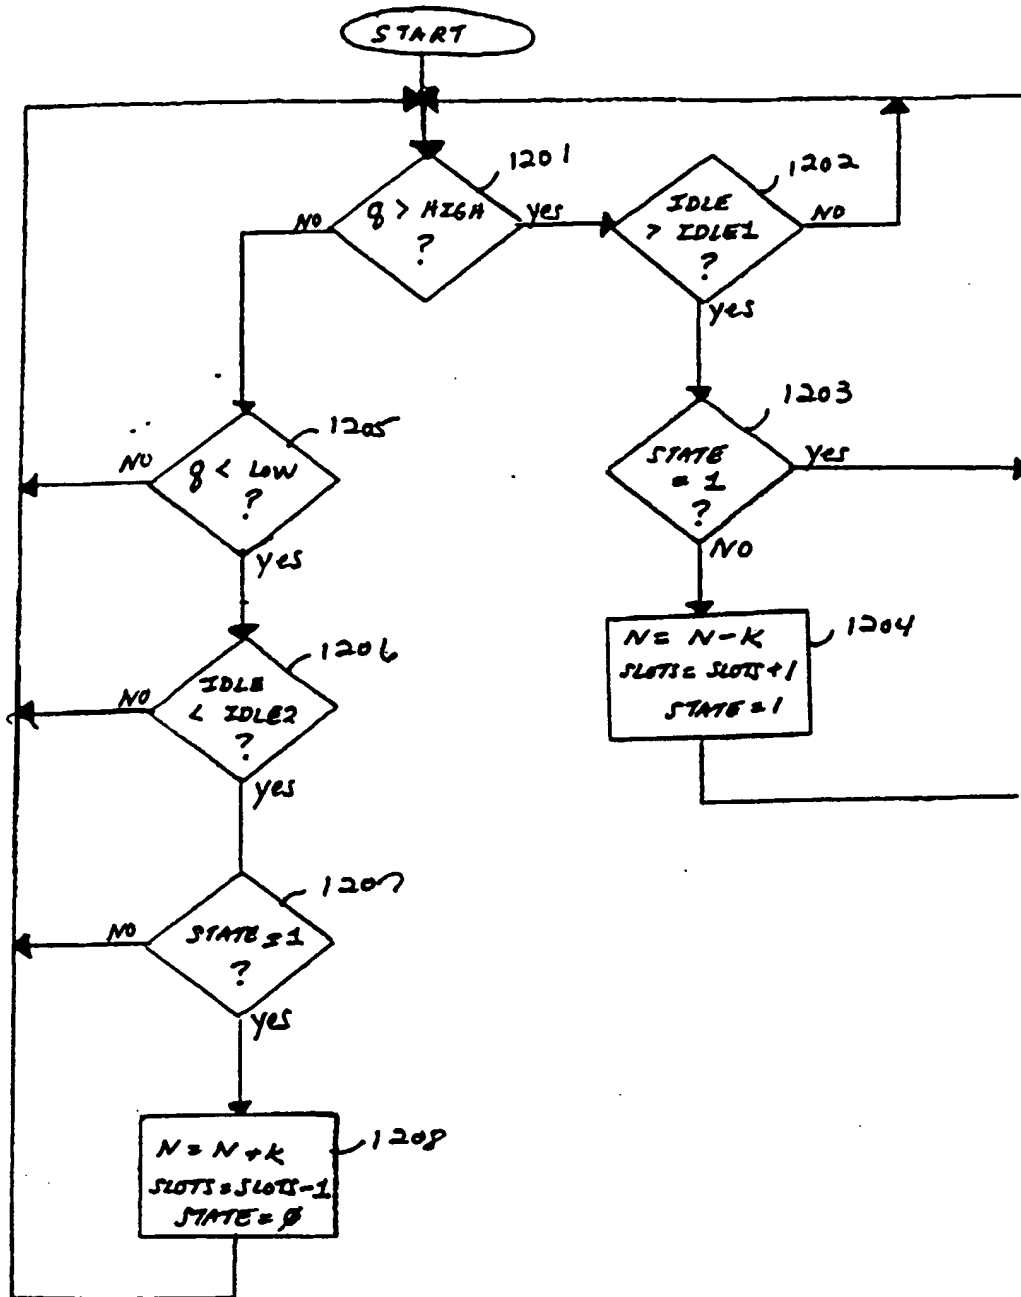 START
1201
q > HIGH
?
NO
yes
1202
IDLE
> IDLE1
?
NO
yes
1203
STATE
= 1
?
yes
NO
1204
N = N-K
SLOTS = SLOTS+1
STATE = 1
1205
q < LOW
?
NO
yes
1206
IDLE
< IDLE2
?
NO
yes
1207
STATE = 1
?
NO
yes
1208
N = N+K
SLOTS = SLOTS-1
STATE = Ø